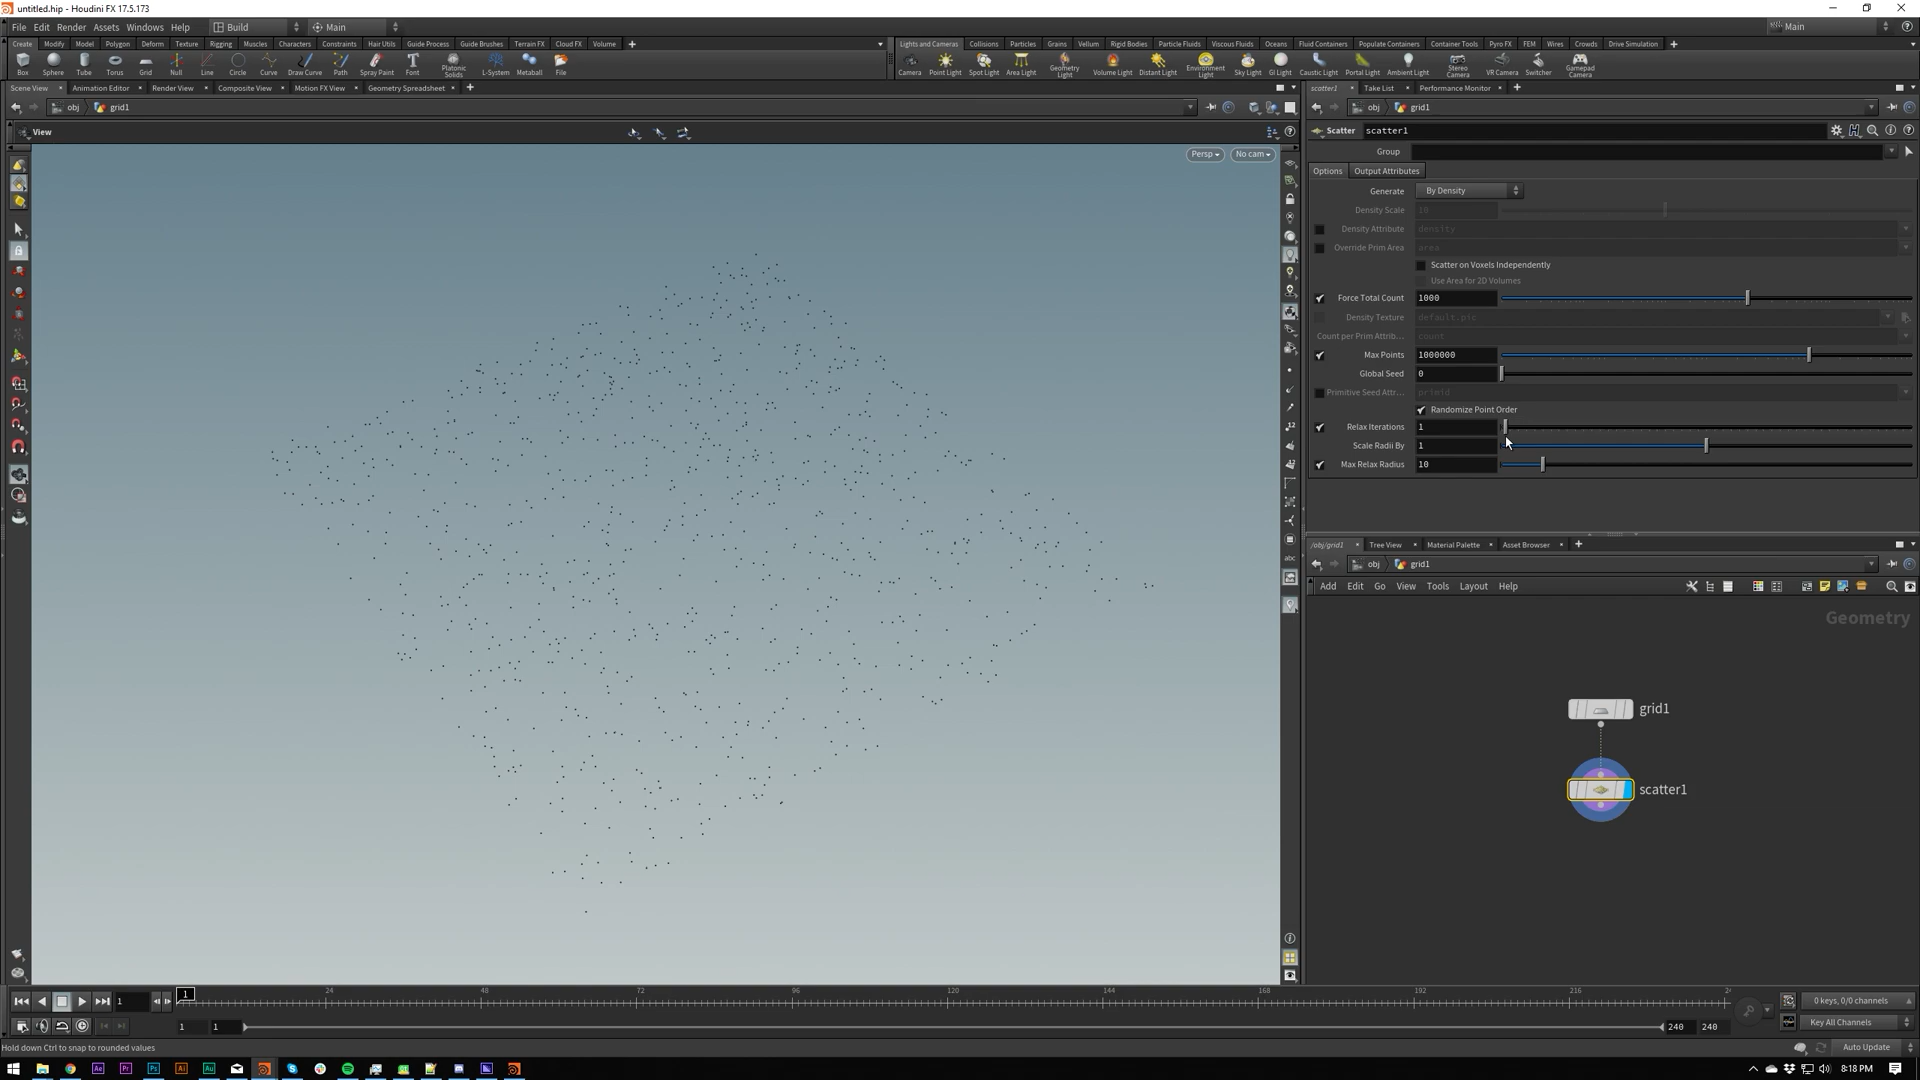 untitled.hip - Houdini FX 17.5.173
File Edit Render Assets Windows Help Build Main Main
Create Modify Model Polygon Deform Texture Rigging Muscles Characters Constraints Hair Utils Guide Process Guide Brushes Terrain FX Cloud FX Volume
Lights and Cameras Collisions Particles Grains Vellum Rigid Bodies Particle Fluids Viscous Fluids Oceans Fluid Containers Populate Containers Container Tools Pyro FX FEM Wires Crowds Drive Simulation
Box Sphere Tube Torus Grid Null Line Circle Curve Draw Curve Path Spray Paint Font Platonic Solids L-System Metaball File
Camera Point Light Spot Light Area Light Geometry Light Volume Light Distant Light Environment Light Sky Light GI Light Caustic Light Portal Light Ambient Light Stereo Camera VR Camera Switcher Gamepad Camera
Scene View Animation Editor Render View Composite View Motion FX View Geometry Spreadsheet
obj grid1
View
Persp No cam
scatter1 Take List Performance Monitor
obj grid1
Scatter scatter1
Group
Options Output Attributes
Generate By Density
Density Scale 10
Density Attribute density
Override Prim Area area
Scatter on Voxels Independently
Use Area for 2D Volumes
Force Total Count 1000
Density Texture default.pic
Count per Prim Attrib... count
Max Points 1000000
Global Seed 0
Primitive Seed Attr... primid
Randomize Point Order
Relax Iterations 1
Scale Radii By 1
Max Relax Radius 10
/obj/grid1 Tree View Material Palette Asset Browser
obj grid1
Add Edit Go View Tools Layout Help
Geometry
grid1
scatter1
1 1 24 48 72 96 120 144 168 192 216 24
0 keys, 0/0 channels
1 1 240 240
Key All Channels
Hold down Ctrl to snap to rounded values
Auto Update
8:18 PM